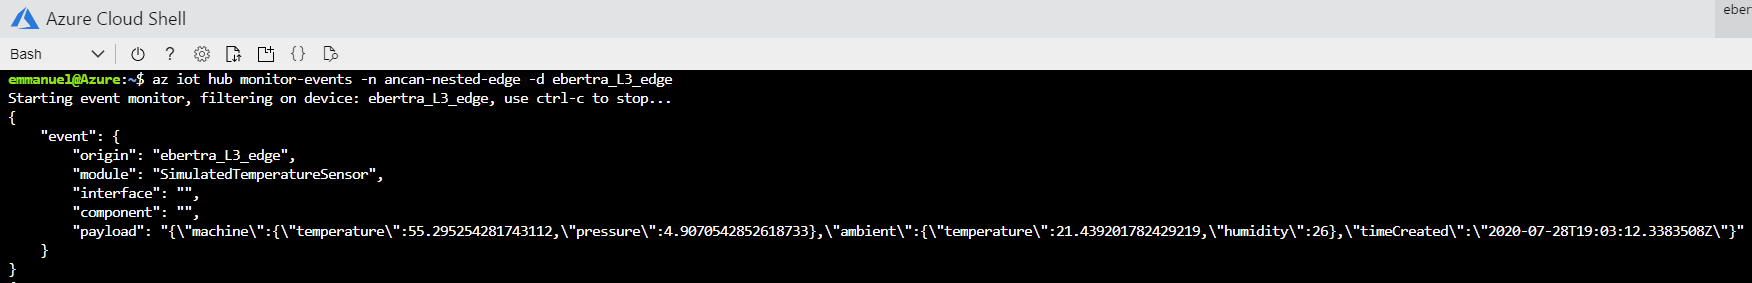 Azure Cloud Shell
eber
Bash
emmanuel@Azure:~$ az iot hub monitor-events -n ancan-nested-edge -d ebertra_L3_edge
Starting event monitor, filtering on device: ebertra_L3_edge, use ctrl-c to stop...
{
    "event": {
        "origin": "ebertra_L3_edge",
        "module": "SimulatedTemperatureSensor",
        "interface": "",
        "component": "",
        "payload": "{\"machine\":{\"temperature\":55.295254281743112,\"pressure\":4.9070542852618733},\"ambient\":{\"temperature\":21.439201782429219,\"humidity\":26},\"timeCreated\":\"2020-07-28T19:03:12.3383508Z\"}"
    }
}